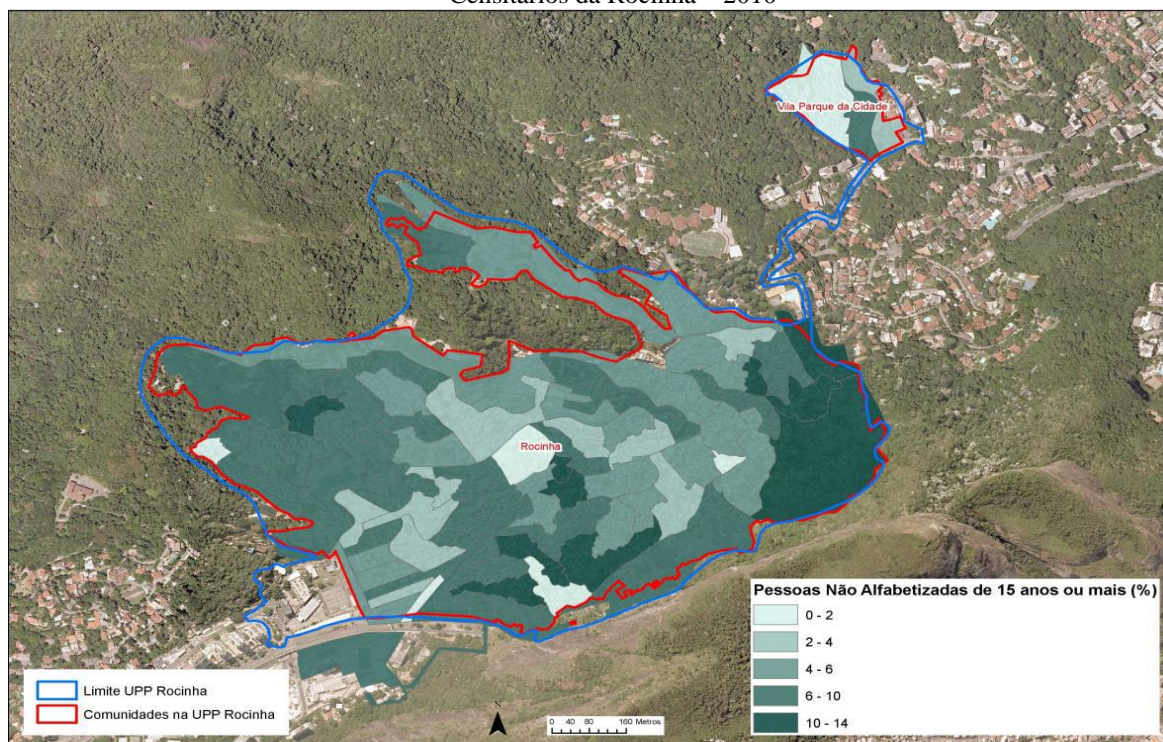 Censitários da Rocinha – 2010
Vila Parque da Cidade
Rocinha
Pessoas Não Alfabetizadas de 15 anos ou mais (%)
0 - 2
2 - 4
4 - 6
6 - 10
10 - 14
Limite UPP Rocinha
Comunidades na UPP Rocinha
N
0 40 80 160 Metros